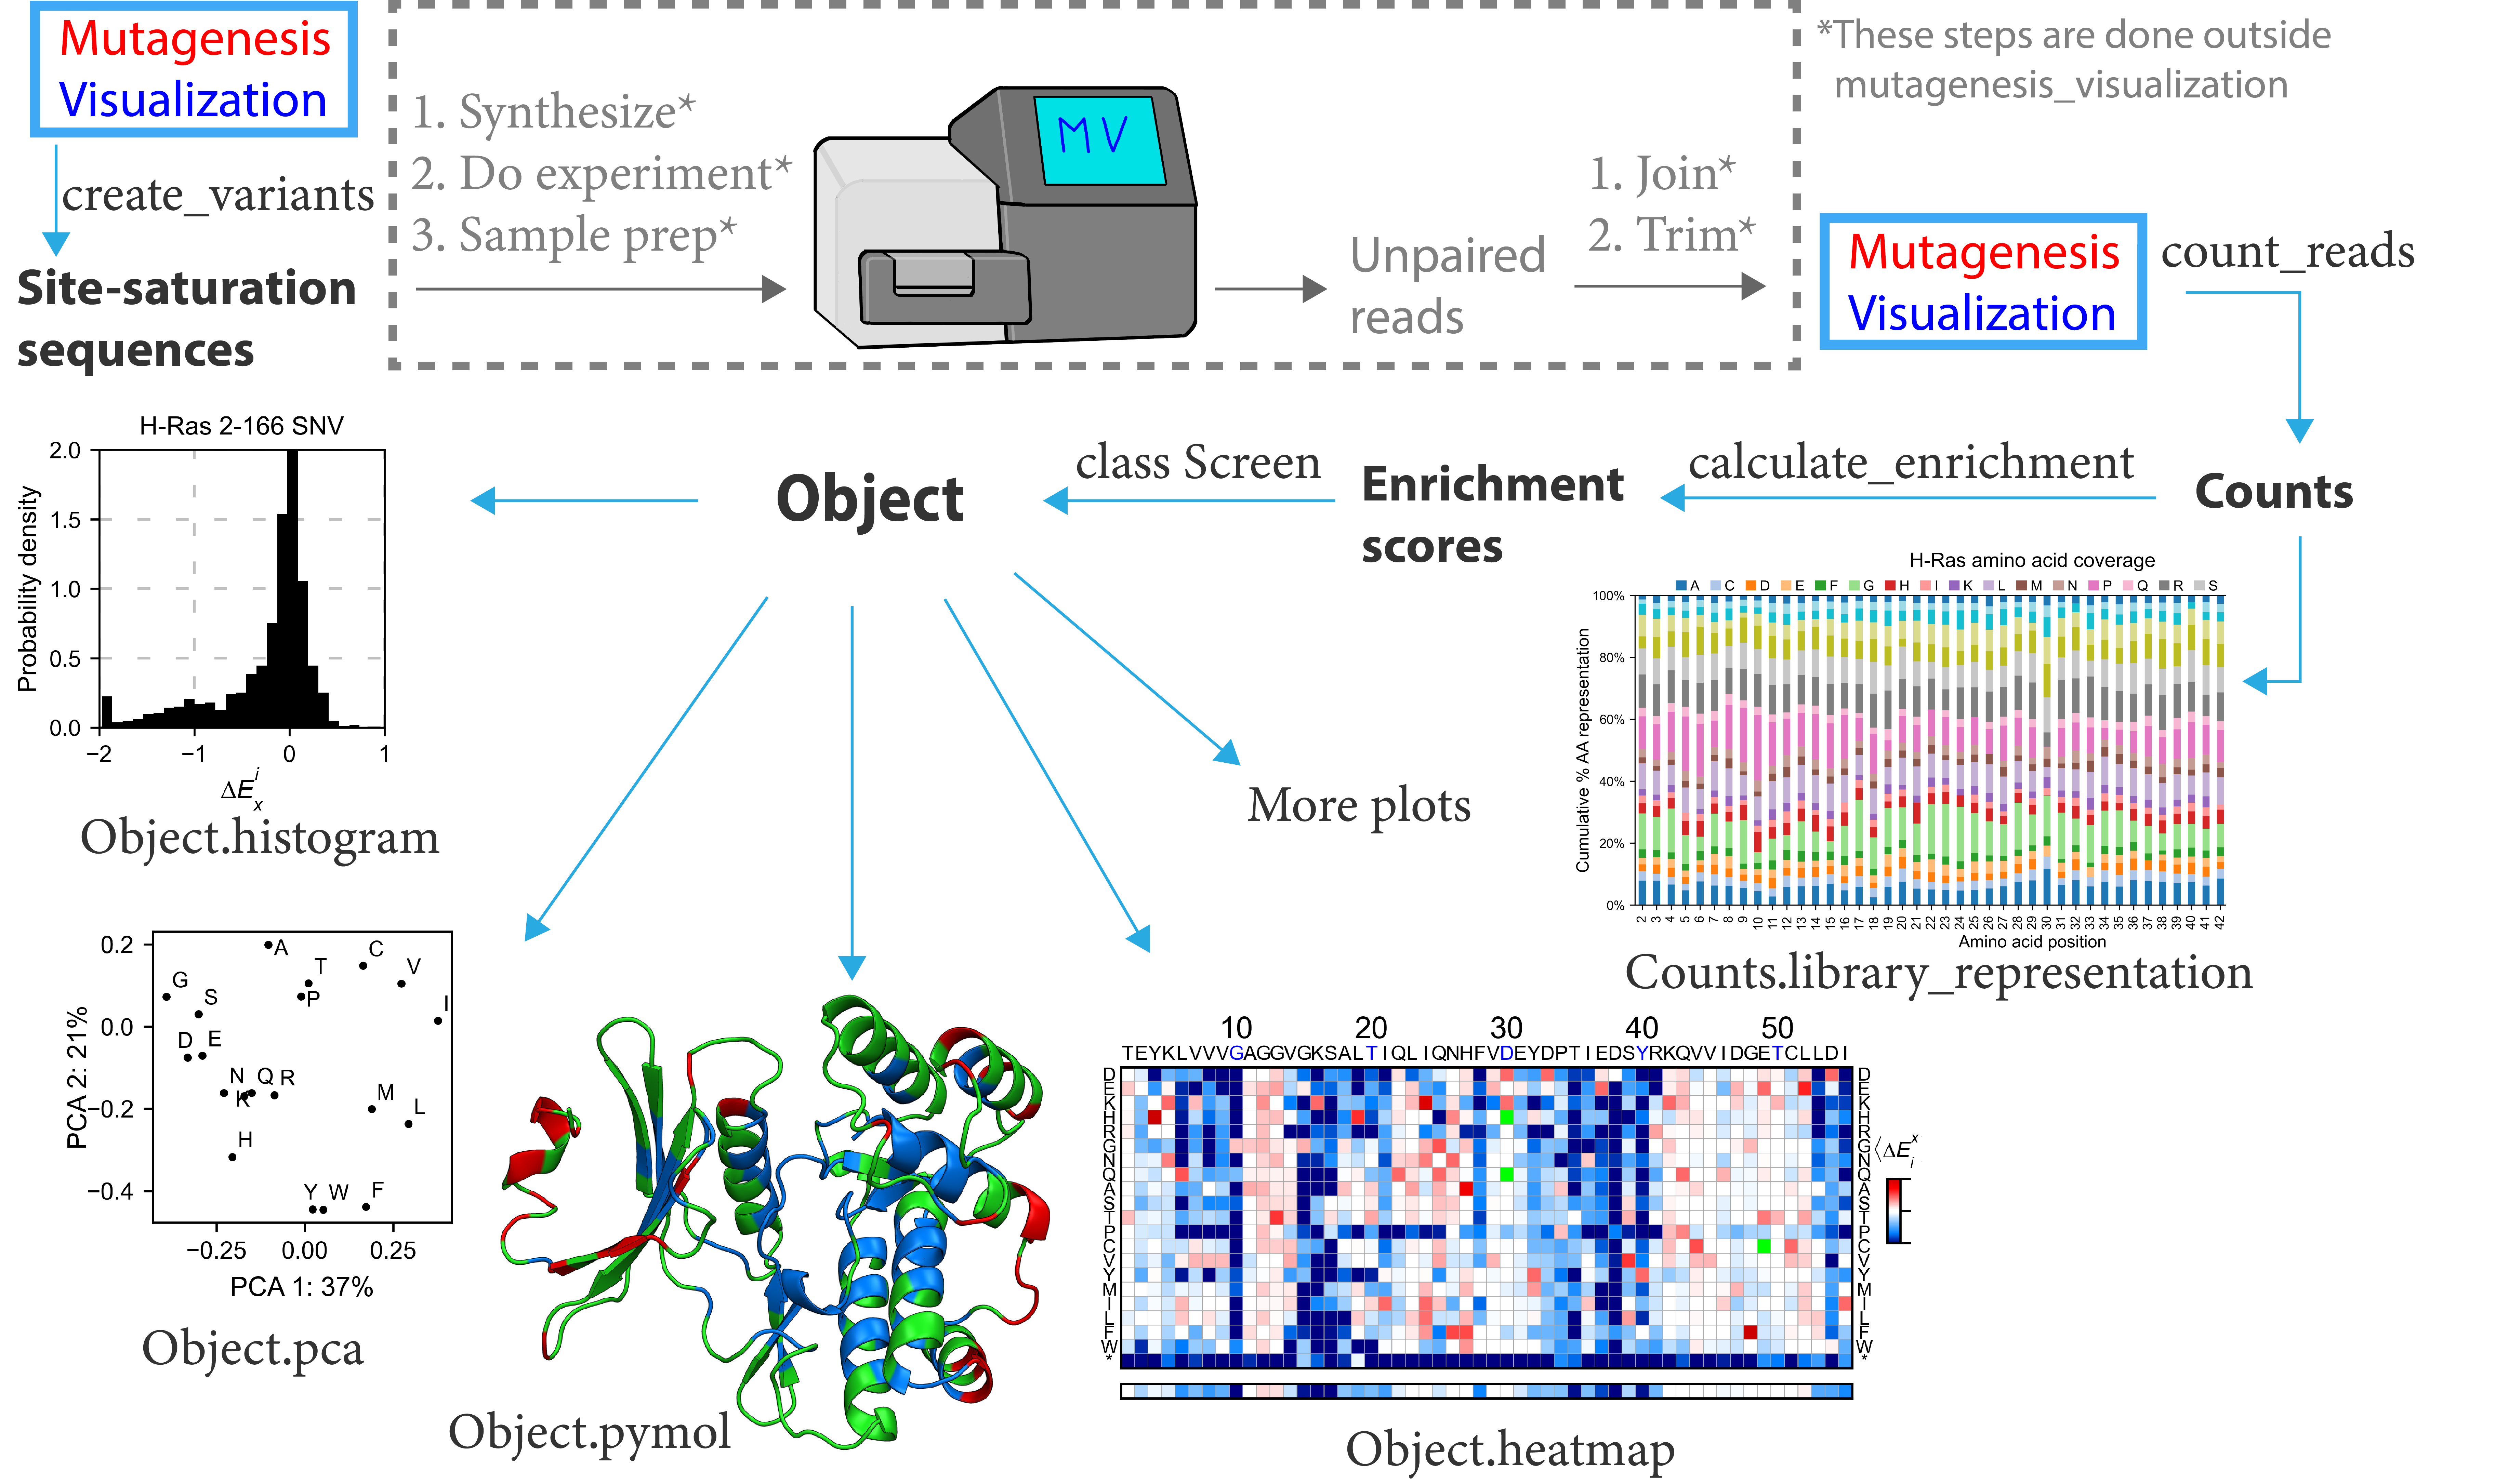 Mutagenesis
Visualization
create_variants
Site-saturation
sequences
1. Synthesize*
2. Do experiment*
3. Sample prep*
MV
Unpaired
reads
1. Join*
2. Trim*
*These steps are done outside
mutagenesis_visualization
Mutagenesis
Visualization
count_reads
Counts
calculate_enrichment
Enrichment
scores
class Screen
Object
H-Ras 2-166 SNV
Probability density
2.0
1.5
1.0
0.5
0.0
−2 −1 0 1
ΔE i x
Object.histogram
More plots
H-Ras amino acid coverage
A C D E F G H I K L M N P Q R S
Cumulative % AA representation
100%
80%
60%
40%
20%
0%
2 3 4 5 6 7 8 9 10 11 12 13 14 15 16 17 18 19 20 21 22 23 24 25 26 27 28 29 30 31 32 33 34 35 36 37 38 39 40 41 42
Amino acid position
Counts.library_representation
PCA 2: 21%
0.2
0.0
−0.2
−0.4
A
C
T
V
G
P
S
I
D E
N Q R
K
M
L
H
Y W F
−0.25 0.00 0.25
PCA 1: 37%
Object.pca
Object.pymol
10 20 30 40 50
TEYKLVVVGAGGVGKSALTIQLIQNHFVDEYDPTIEDSYRKQVVIDGETCLLDI
D D
E E
K K
H H
R R
G G
N N
Q Q
A A
S S
T T
P P
C C
V V
Y Y
M M
I I
L L
F F
W W
* *
⟨ΔE x i
Object.heatmap